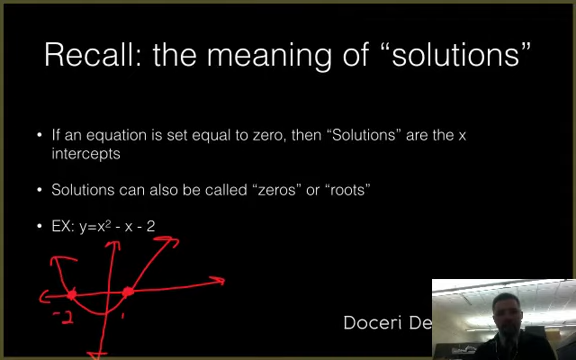 Recall: the meaning of “solutions”
• If an equation is set equal to zero, then “Solutions” are the x
intercepts
• Solutions can also be called “zeros” or “roots”
• EX: y=x² - x - 2
-2
Doceri De